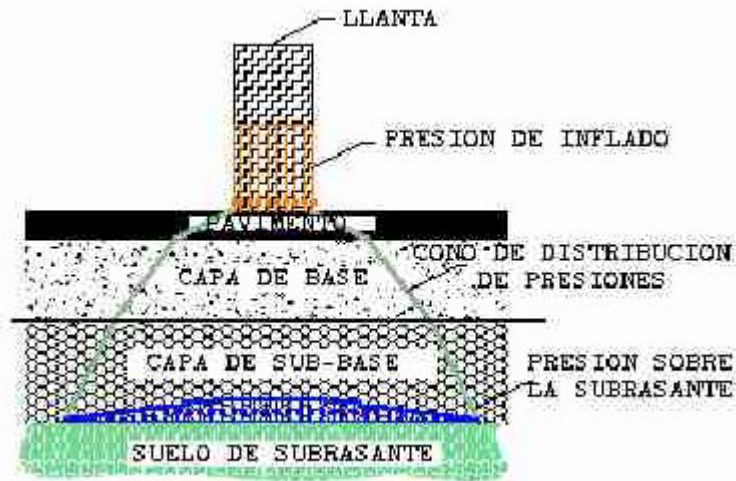 LLANTA
PRESION DE INFLADO
PAVIMENTO
CONO DE DISTRIBUCION
DE PRESIONES
CAPA DE BASE
CAPA DE SUB-BASE
PRESION SOBRE
LA SUBRASANTE
SUELO DE SUBRASANTE